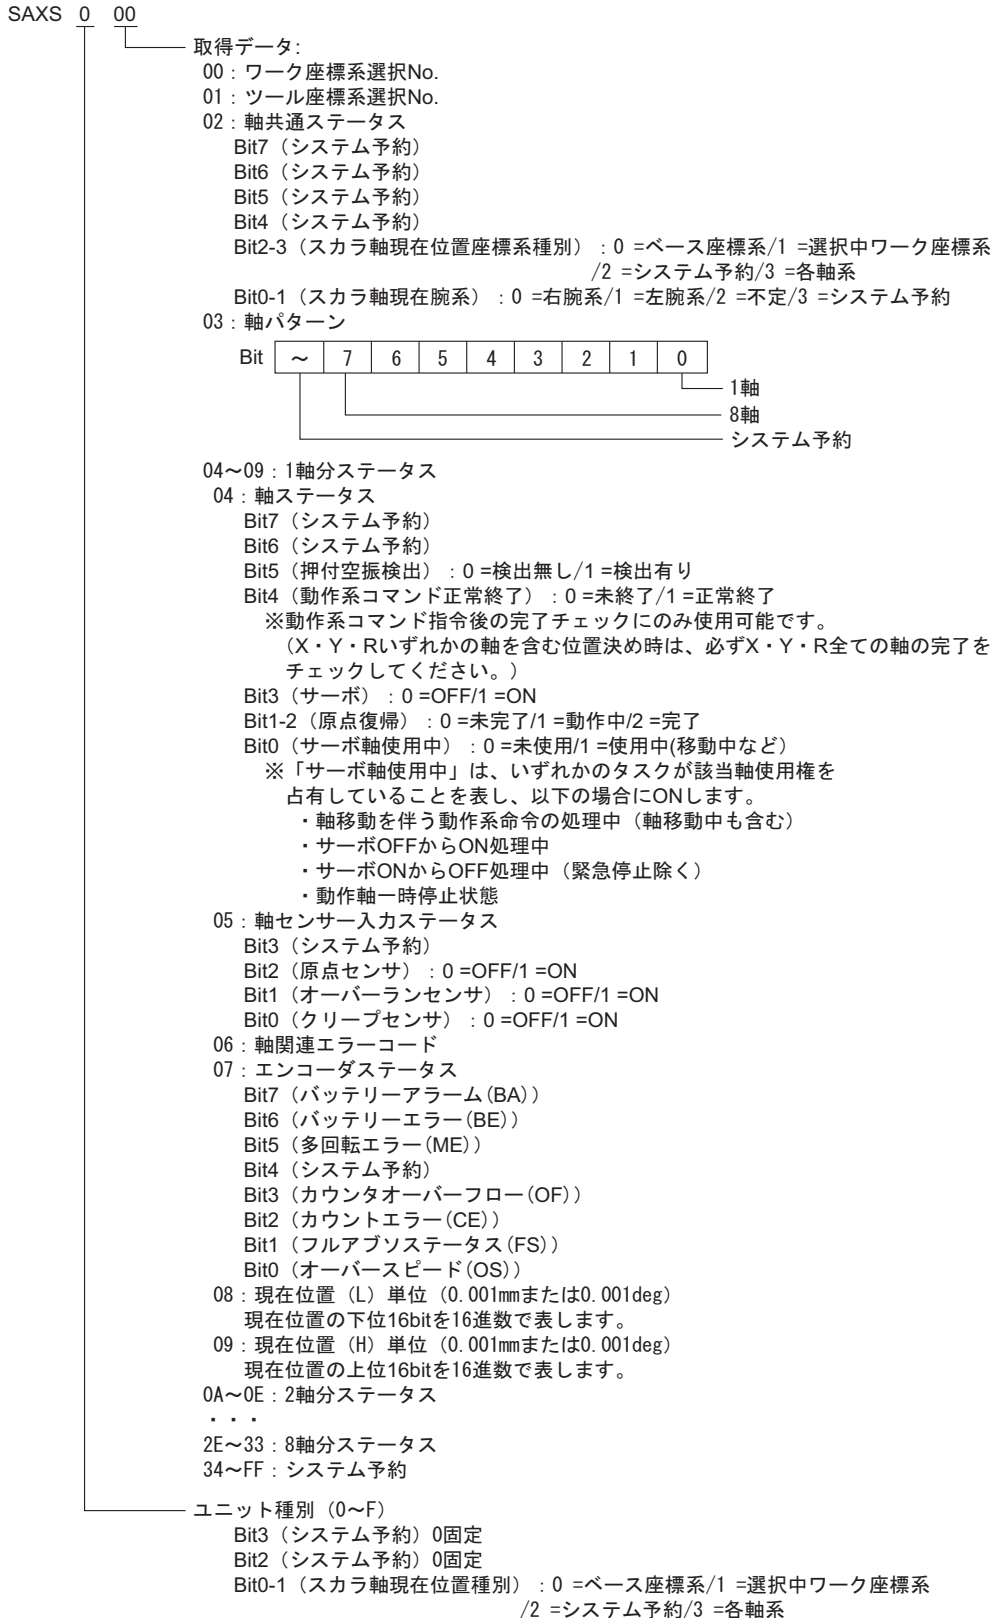 SAXS 0 00
取得データ:
00：ワーク座標系選択No.
01：ツール座標系選択No.
02：軸共通ステータス
Bit7（システム予約）
Bit6（システム予約）
Bit5（システム予約）
Bit4（システム予約）
Bit2-3（スカラ軸現在位置座標系種別）：0 =ベース座標系/1 =選択中ワーク座標系
/2 =システム予約/3 =各軸系
Bit0-1（スカラ軸現在腕系）：0 =右腕系/1 =左腕系/2 =不定/3 =システム予約
03：軸パターン
Bit ～ 7 6 5 4 3 2 1 0
1軸
8軸
システム予約
04～09：1軸分ステータス
04：軸ステータス
Bit7（システム予約）
Bit6（システム予約）
Bit5（押付空振検出）：0 =検出無し/1 =検出有り
Bit4（動作系コマンド正常終了）：0 =未終了/1 =正常終了
※動作系コマンド指令後の完了チェックにのみ使用可能です。
（X・Y・Rいずれかの軸を含む位置決め時は、必ずX・Y・R全ての軸の完了を
チェックしてください。）
Bit3（サーボ）：0 =OFF/1 =ON
Bit1-2（原点復帰）：0 =未完了/1 =動作中/2 =完了
Bit0（サーボ軸使用中）：0 =未使用/1 =使用中(移動中など）
※「サーボ軸使用中」は、いずれかのタスクが該当軸使用権を
占有していることを表し、以下の場合にONします。
・軸移動を伴う動作系命令の処理中（軸移動中も含む）
・サーボOFFからON処理中
・サーボONからOFF処理中（緊急停止除く）
・動作軸一時停止状態
05：軸センサー入力ステータス
Bit3（システム予約）
Bit2（原点センサ）：0 =OFF/1 =ON
Bit1（オーバーランセンサ）：0 =OFF/1 =ON
Bit0（クリープセンサ）：0 =OFF/1 =ON
06：軸関連エラーコード
07：エンコーダステータス
Bit7（バッテリーアラーム(BA)）
Bit6（バッテリーエラー(BE)）
Bit5（多回転エラー(ME)）
Bit4（システム予約）
Bit3（カウンタオーバーフロー(OF)）
Bit2（カウントエラー(CE)）
Bit1（フルアブソステータス(FS)）
Bit0（オーバースピード(OS)）
08：現在位置（L）単位（0.001mmまたは0.001deg）
現在位置の下位16bitを16進数で表します。
09：現在位置（H）単位（0.001mmまたは0.001deg）
現在位置の上位16bitを16進数で表します。
0A～0E：2軸分ステータス
・・・
2E～33：8軸分ステータス
34～FF：システム予約
ユニット種別（0～F）
Bit3（システム予約）0固定
Bit2（システム予約）0固定
Bit0-1（スカラ軸現在位置種別）：0 =ベース座標系/1 =選択中ワーク座標系
/2 =システム予約/3 =各軸系